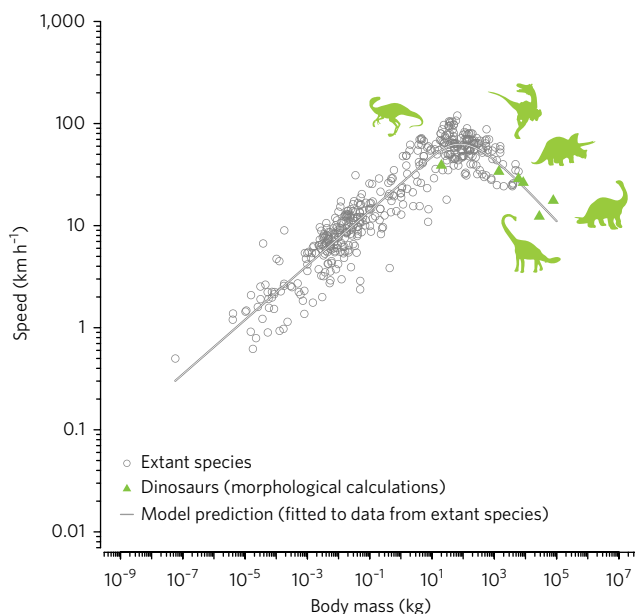 1,000
100
10
1
0.1
0.01
Speed (km h⁻¹)
Extant species
Dinosaurs (morphological calculations)
Model prediction (fitted to data from extant species)
10⁻⁹ 10⁻⁷ 10⁻⁵ 10⁻³ 10⁻¹ 10¹ 10³ 10⁵ 10⁷
Body mass (kg)